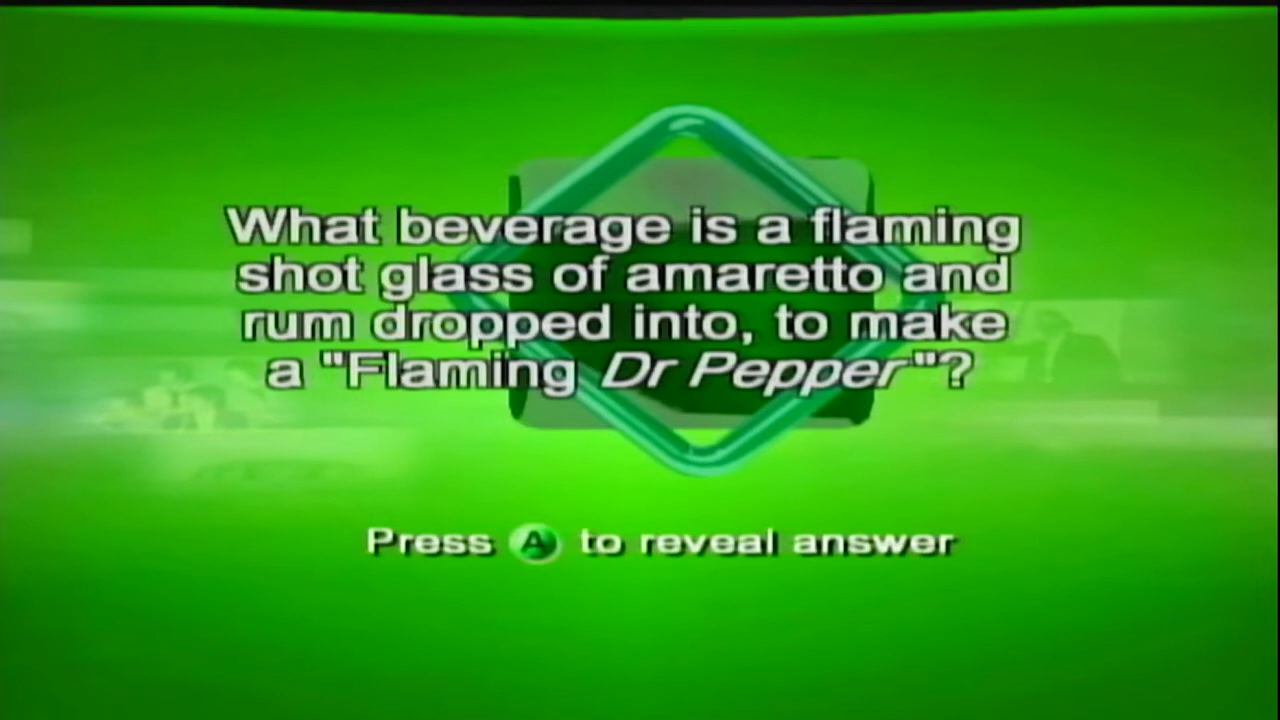 What beverage is a flaming
shot glass of amaretto and
rum dropped into, to make
a "Flaming Dr Pepper"?
Press A to reveal answer